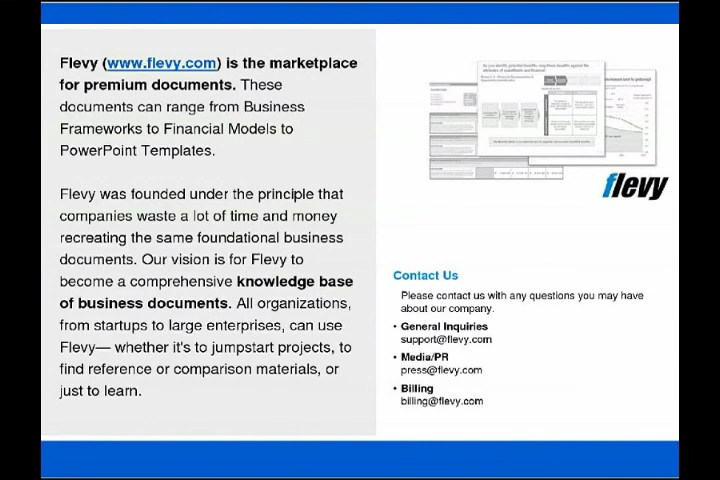 Flevy (www.flevy.com) is the marketplace
for premium documents. These
documents can range from Business
Frameworks to Financial Models to
PowerPoint Templates.
Flevy was founded under the principle that
companies waste a lot of time and money
recreating the same foundational business
documents. Our vision is for Flevy to
become a comprehensive knowledge base
of business documents. All organizations,
from startups to large enterprises, can use
Flevy— whether it's to jumpstart projects, to
find reference or comparison materials, or
just to learn.
flevy
Contact Us
Please contact us with any questions you may have
about our company.
• General Inquiries
support@flevy.com
• Media/PR
press@flevy.com
• Billing
billing@flevy.com